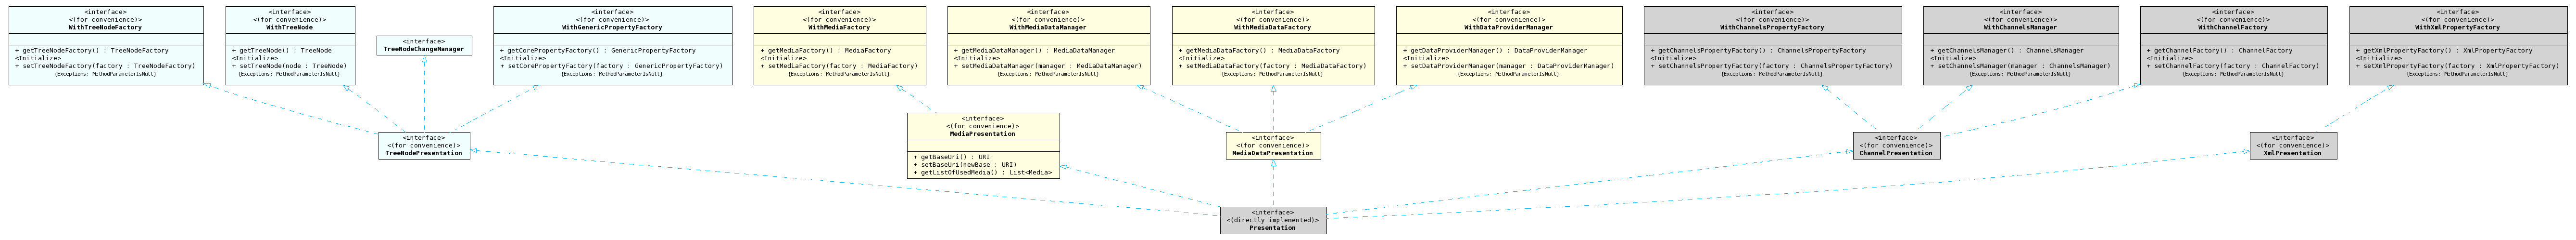 <interface>
<(for convenience)>
WithTreeNodeFactory
+ getTreeNodeFactory() : TreeNodeFactory
<Initialize>
+ setTreeNodeFactory(factory : TreeNodeFactory)
{Exceptions: MethodParameterIsNull}
<interface>
<(for convenience)>
WithTreeNode
+ getTreeNode() : TreeNode
<Initialize>
+ setTreeNode(node : TreeNode)
{Exceptions: MethodParameterIsNull}
<interface>
TreeNodeChangeManager
<interface>
<(for convenience)>
WithGenericPropertyFactory
+ getCorePropertyFactory() : GenericPropertyFactory
<Initialize>
+ setCorePropertyFactory(factory : GenericPropertyFactory)
{Exceptions: MethodParameterIsNull}
<interface>
<(for convenience)>
WithMediaFactory
+ getMediaFactory() : MediaFactory
<Initialize>
+ setMediaFactory(factory : MediaFactory)
{Exceptions: MethodParameterIsNull}
<interface>
<(for convenience)>
WithMediaDataManager
+ getMediaDataManager() : MediaDataManager
<Initialize>
+ setMediaDataManager(manager : MediaDataManager)
{Exceptions: MethodParameterIsNull}
<interface>
<(for convenience)>
WithMediaDataFactory
+ getMediaDataFactory() : MediaDataFactory
<Initialize>
+ setMediaDataFactory(factory : MediaDataFactory)
{Exceptions: MethodParameterIsNull}
<interface>
<(for convenience)>
WithDataProviderManager
+ getDataProviderManager() : DataProviderManager
<Initialize>
+ setDataProviderManager(manager : DataProviderManager)
{Exceptions: MethodParameterIsNull}
<interface>
<(for convenience)>
WithChannelsPropertyFactory
+ getChannelsPropertyFactory() : ChannelsPropertyFactory
<Initialize>
+ setChannelsPropertyFactory(factory : ChannelsPropertyFactory)
{Exceptions: MethodParameterIsNull}
<interface>
<(for convenience)>
WithChannelsManager
+ getChannelsManager() : ChannelsManager
<Initialize>
+ setChannelsManager(manager : ChannelsManager)
{Exceptions: MethodParameterIsNull}
<interface>
<(for convenience)>
WithChannelFactory
+ getChannelFactory() : ChannelFactory
<Initialize>
+ setChannelFactory(factory : ChannelFactory)
{Exceptions: MethodParameterIsNull}
<interface>
<(for convenience)>
WithXmlPropertyFactory
+ getXmlPropertyFactory() : XmlPropertyFactory
<Initialize>
+ setXmlPropertyFactory(factory : XmlPropertyFactory)
{Exceptions: MethodParameterIsNull}
<interface>
<(for convenience)>
TreeNodePresentation
<interface>
<(for convenience)>
MediaPresentation
+ getBaseUri() : URI
+ setBaseUri(newBase : URI)
+ getListOfUsedMedia() : List<Media>
<interface>
<(for convenience)>
MediaDataPresentation
<interface>
<(for convenience)>
ChannelPresentation
<interface>
<(for convenience)>
XmlPresentation
<interface>
<(directly implemented)>
Presentation